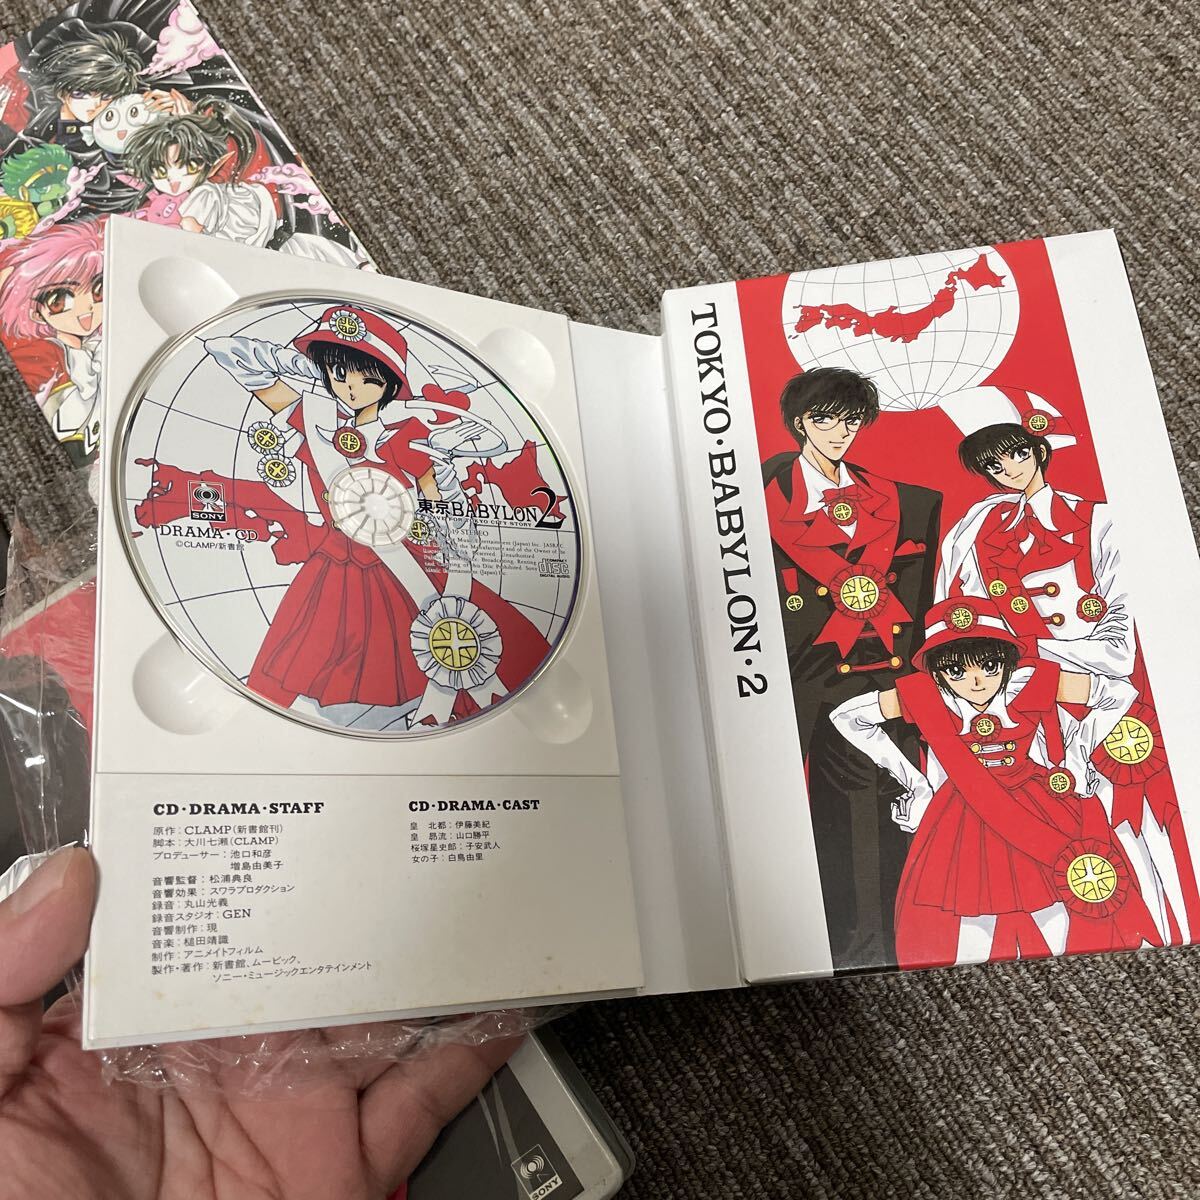 SONY
DRAMA・CD
©CLAMP/新書館
東京BABYLON 2
TOKYO CITY STORY
STEREO
COMPACT
disc
DIGITAL AUDIO
CD・DRAMA・STAFF
原作：CLAMP（新書館刊）
脚本：大川七瀬（CLAMP）
プロデューサー：池口和彦
増島由美子
音響監督：松浦典良
音響効果：スワラプロダクション
録音：丸山光義
録音スタジオ：GEN
音響制作：現
音楽：槌田靖識
制作：アニメイトフィルム
製作・著作：新書館、ムービック、
ソニー・ミュージックエンタテインメント
CD・DRAMA・CAST
皇　北都：伊藤美紀
皇　昴流：山口勝平
桜塚星史郎：子安武人
女の子：白鳥由里
TOKYO・BABYLON・2
SONY